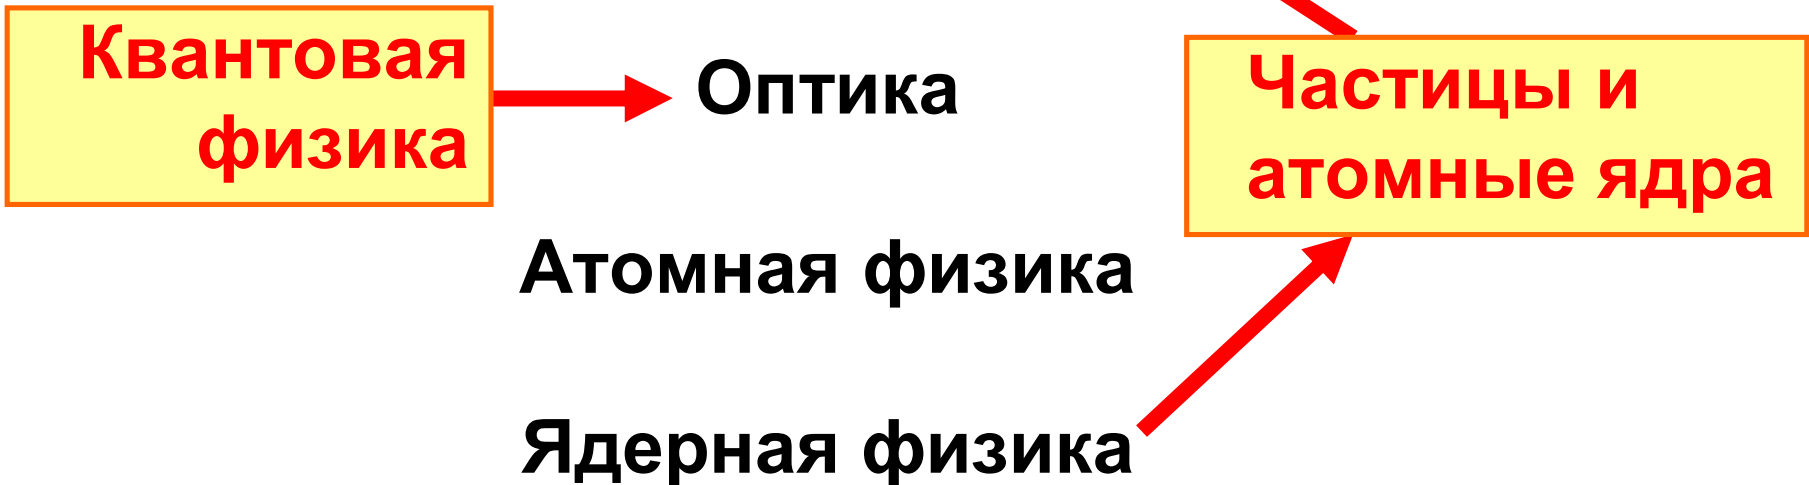 Квантовая
физика
Оптика
Частицы и
атомные ядра
Атомная физика
Ядерная физика